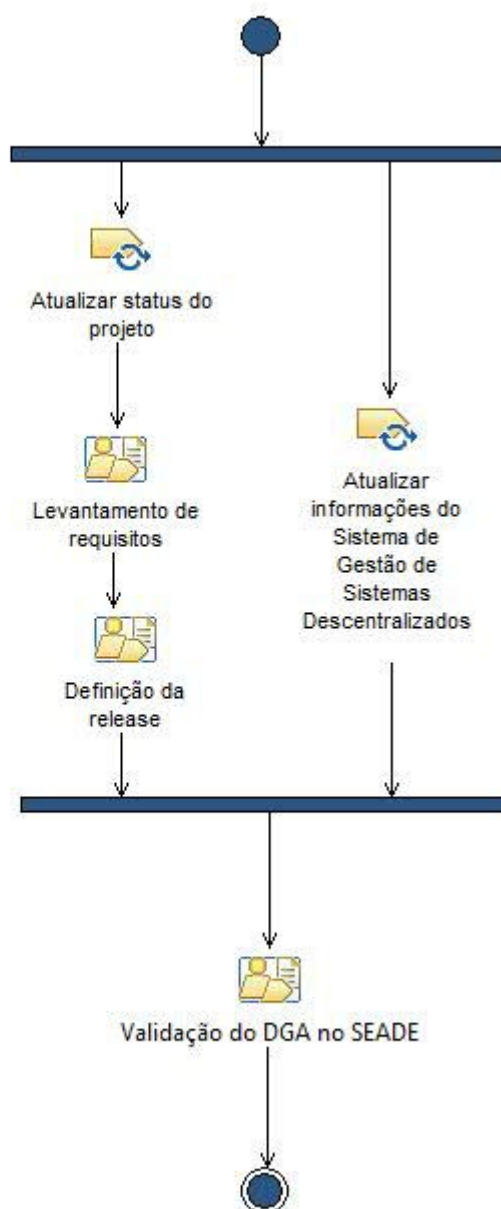 Atualizar status do
projeto
Levantamento de
requisitos
Definição da
release
Atualizar
informações do
Sistema de
Gestão de
Sistemas
Descentralizados
Validação do DGA no SEADE